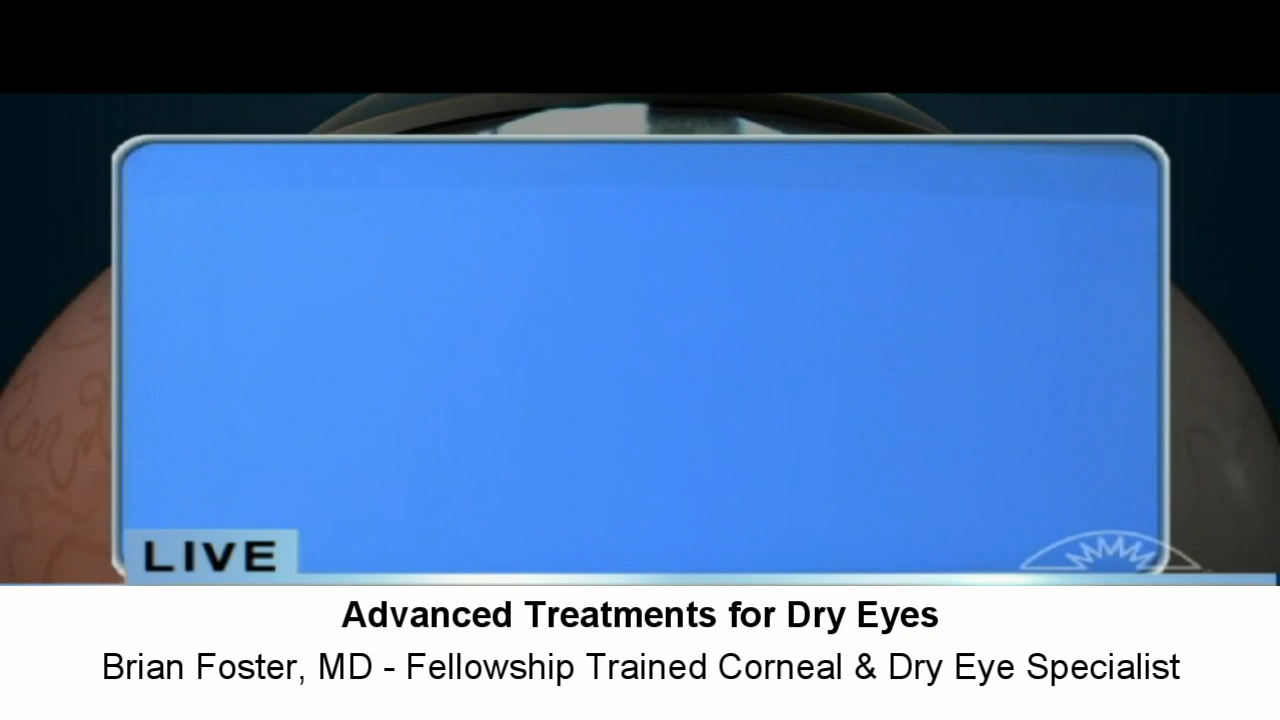 LIVE
Advanced Treatments for Dry Eyes
Brian Foster, MD - Fellowship Trained Corneal & Dry Eye Specialist